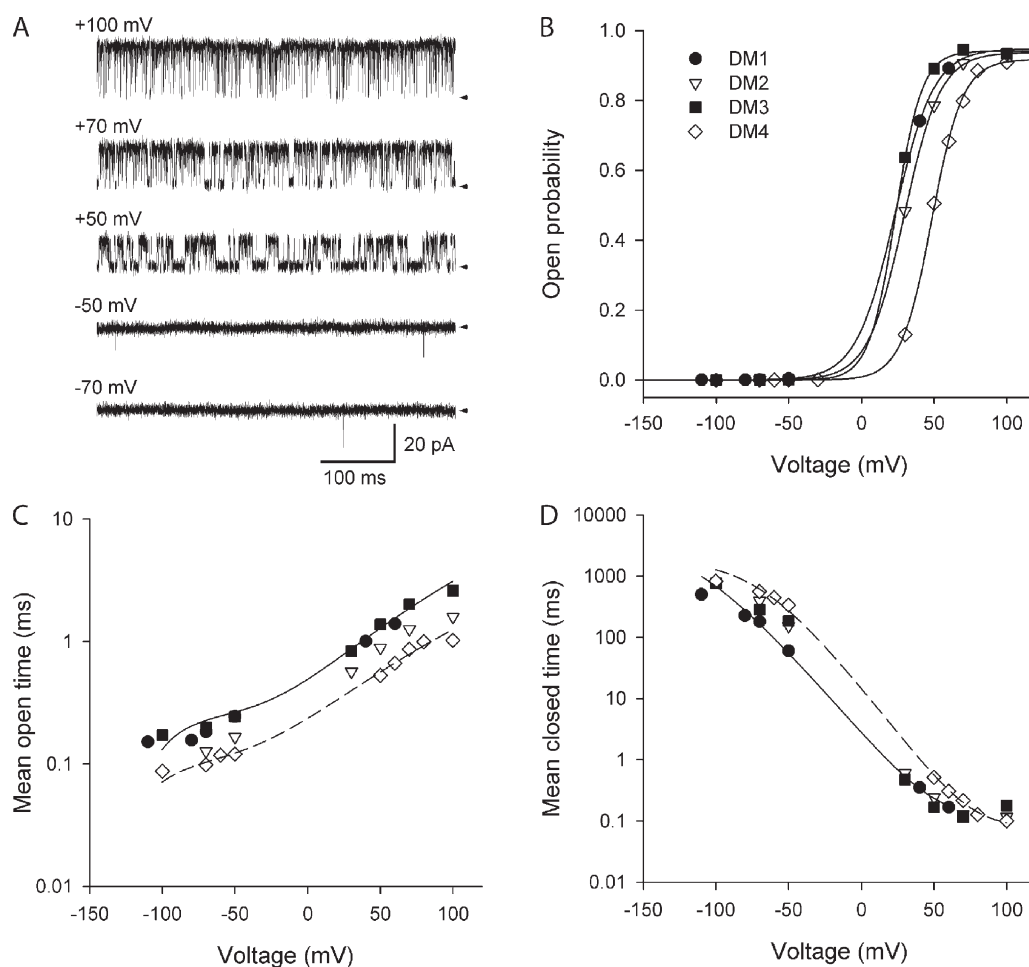 A
+100 mV
+70 mV
+50 mV
-50 mV
-70 mV
20 pA
100 ms
B
Open probability
1.0
0.8
0.6
0.4
0.2
0.0
DM1
DM2
DM3
DM4
-150 -100 -50 0 50 100
Voltage (mV)
C
Mean open time (ms)
10
1
0.1
0.01
-150 -100 -50 0 50 100
Voltage (mV)
D
Mean closed time (ms)
10000
1000
100
10
1
0.1
0.01
-150 -100 -50 0 50 100
Voltage (mV)